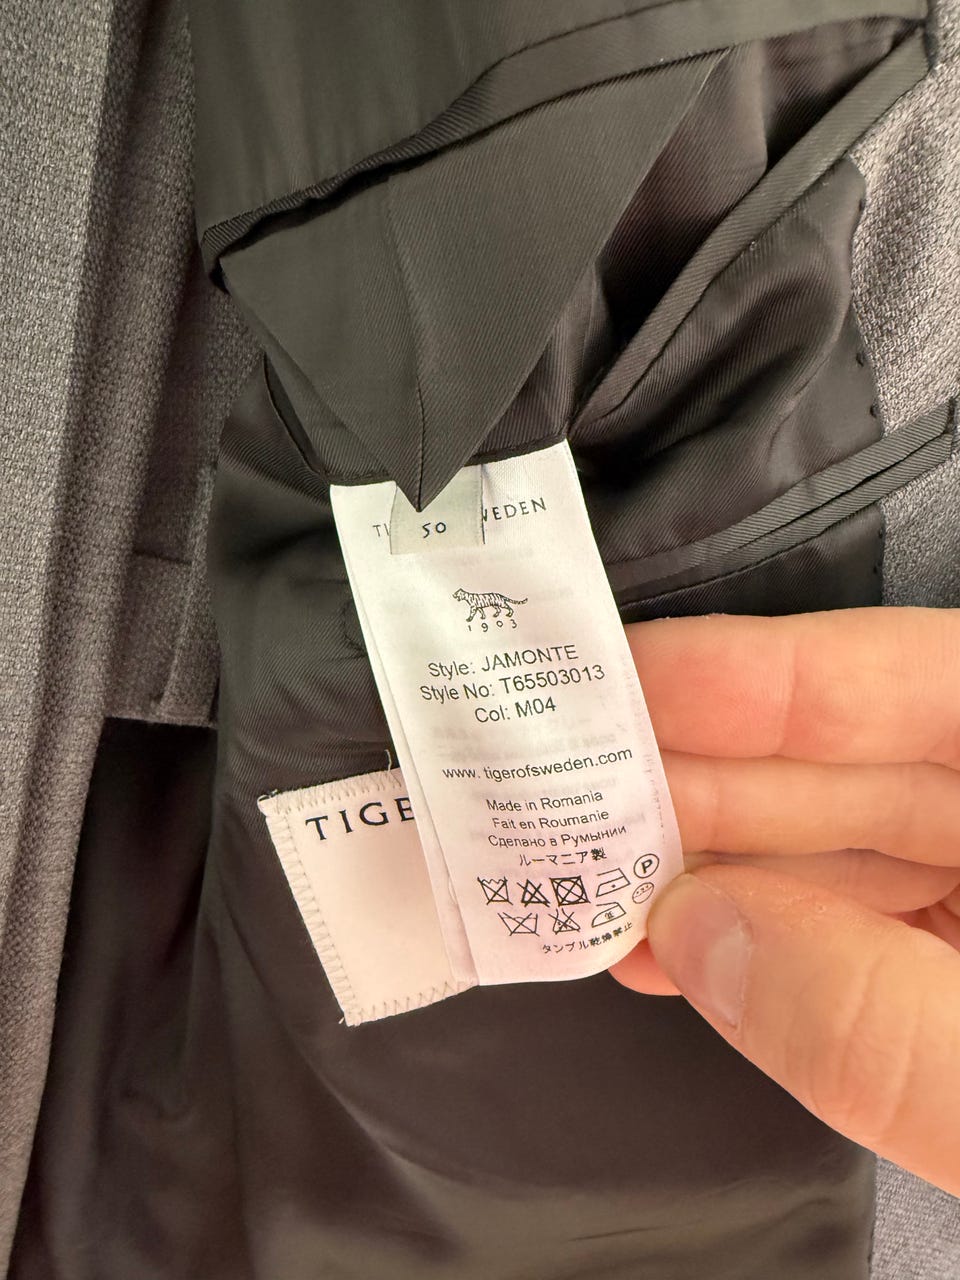 50
WEDEN
1903
Style: JAMONTE
Style No: T65503013
Col: M04
www.tigerofsweden.com
Made in Romania
Fait en Roumanie
Сделано в Румынии
ルーマニア製
P
タンブル乾燥禁止
TIGE